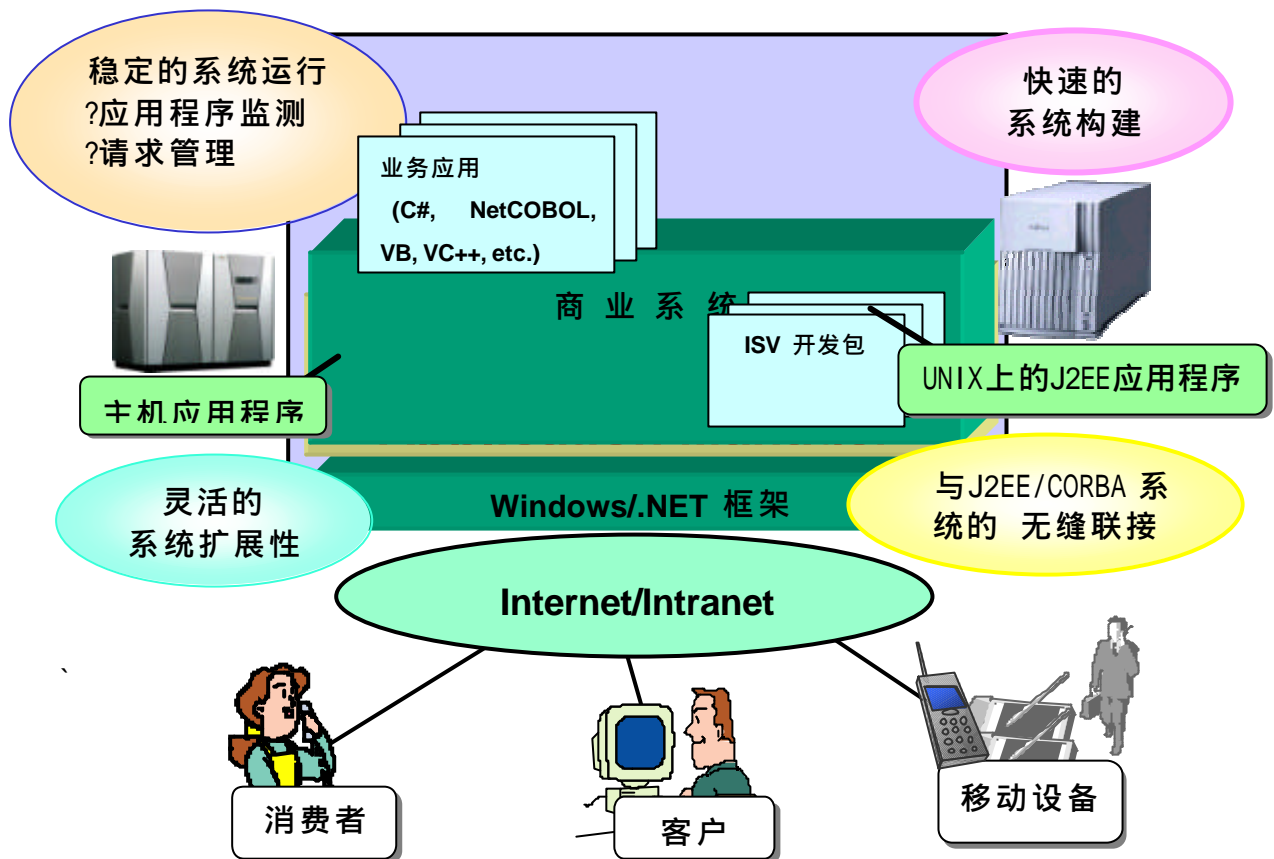 稳定的系统运行
?应用程序监测
?请求管理
快速的
系统构建
业务应用
(C#, NetCOBOL,
VB, VC++, etc.)
商 业 系 统
ISV 开发包
UNIX上的J2EE应用程序
主机应用程序
灵活的
系统扩展性
Windows/.NET 框架
与J2EE/CORBA 系
统的 无缝联接
Internet/Intranet
`
消费者
客户
移动设备